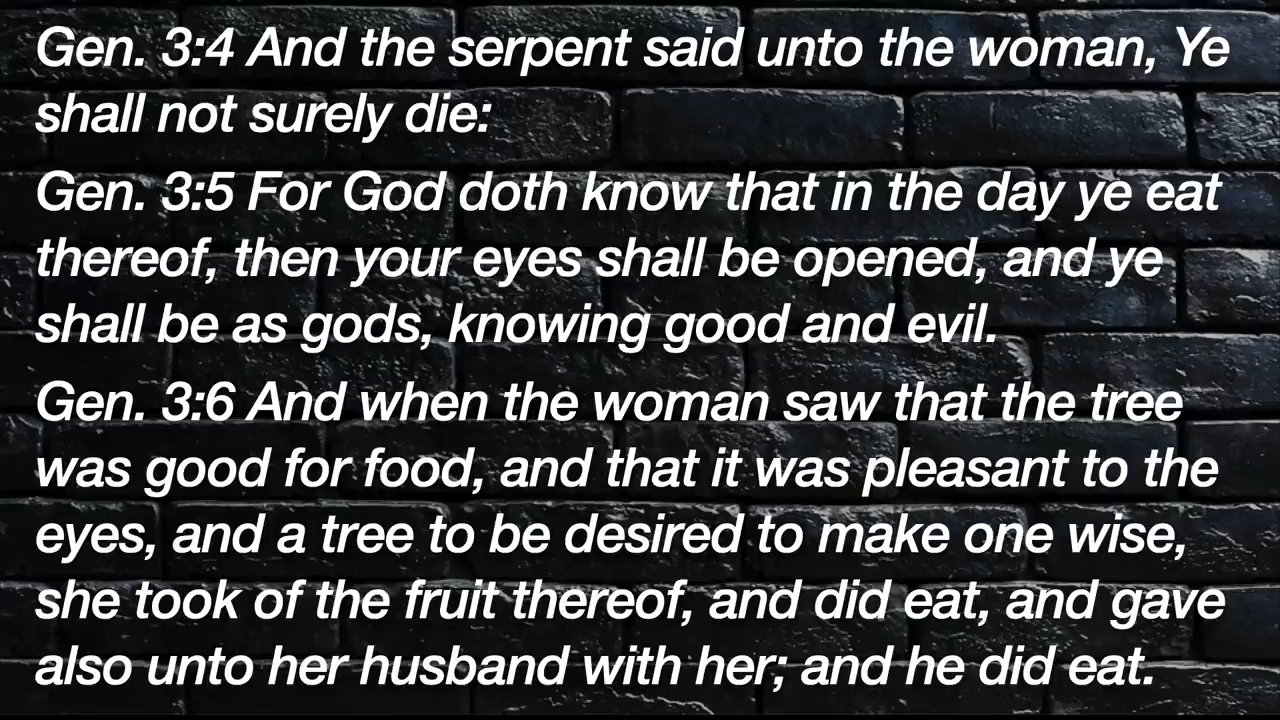 Gen. 3:4 And the serpent said unto the woman, Ye
shall not surely die:
Gen. 3:5 For God doth know that in the day ye eat
thereof, then your eyes shall be opened, and ye
shall be as gods, knowing good and evil.
Gen. 3:6 And when the woman saw that the tree
was good for food, and that it was pleasant to the
eyes, and a tree to be desired to make one wise,
she took of the fruit thereof, and did eat, and gave
also unto her husband with her; and he did eat.